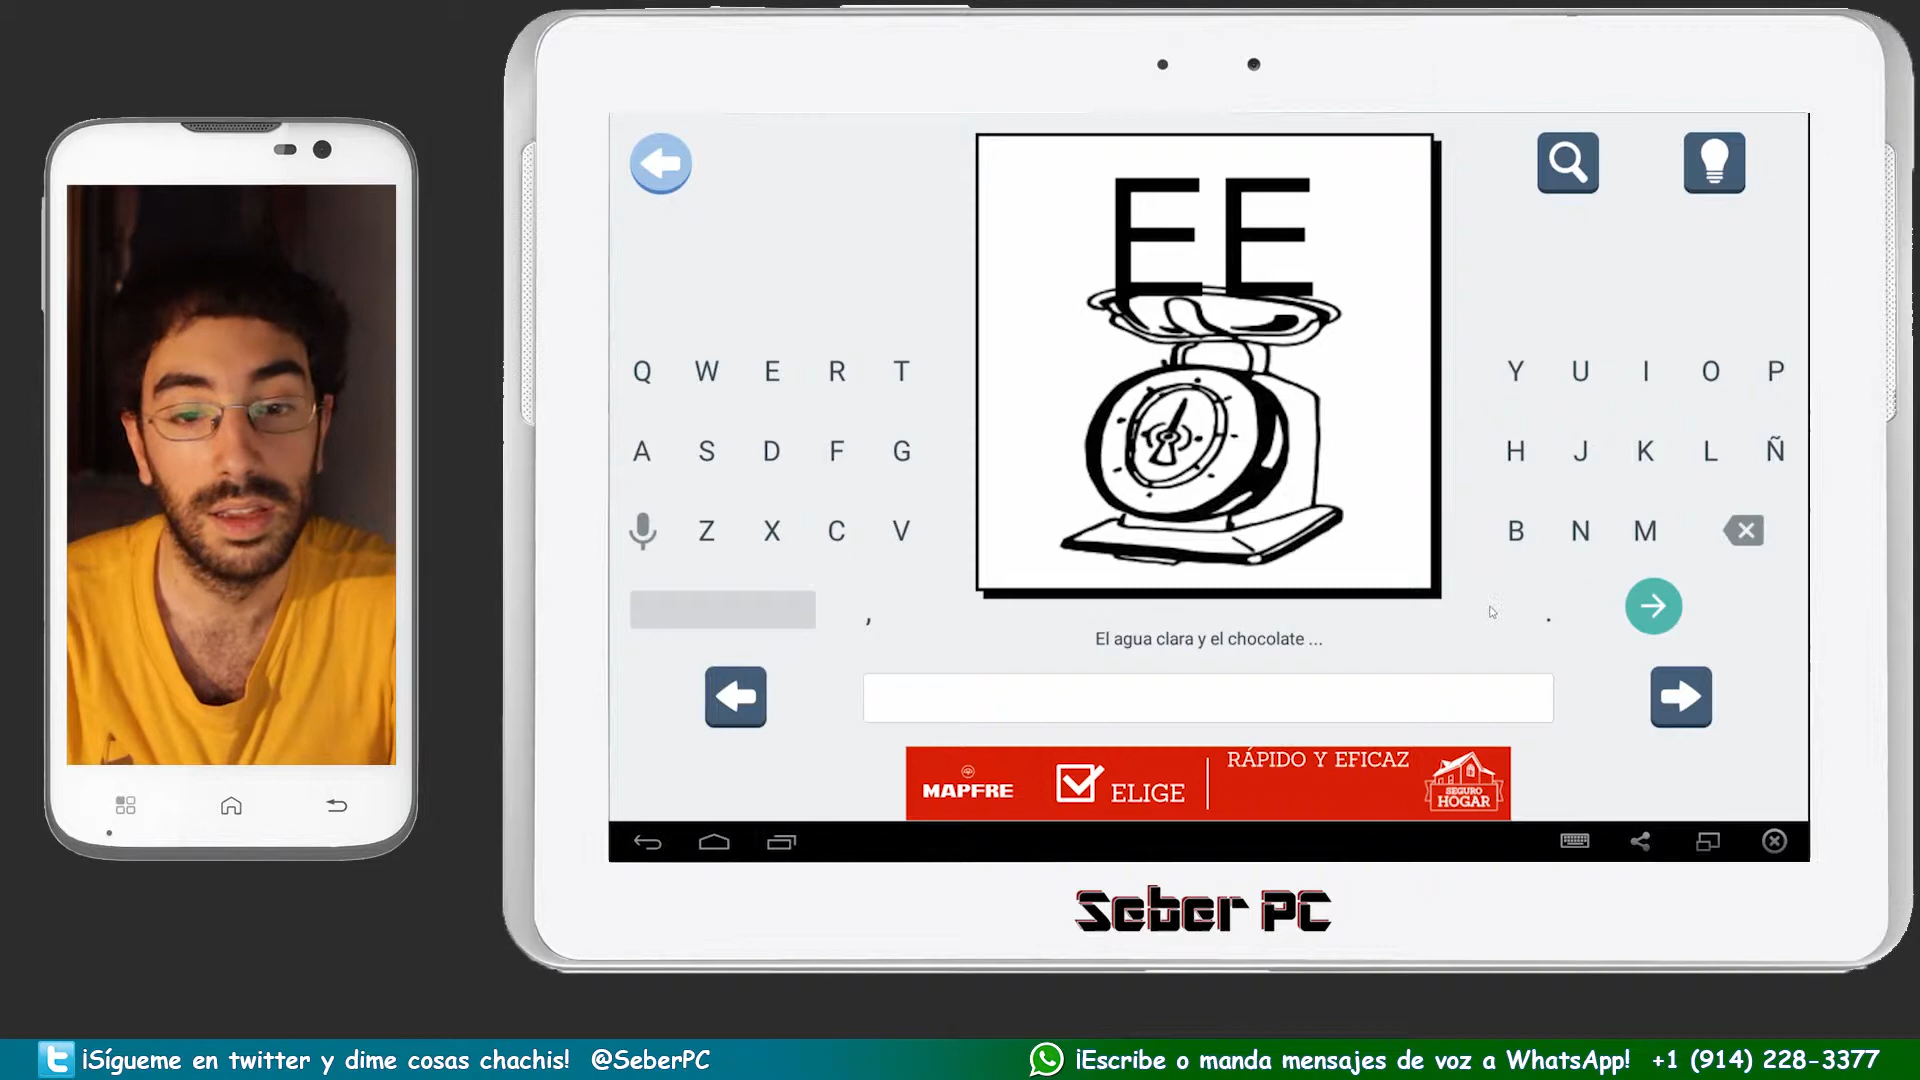 EE
Q W E R T
Y U I O P
A S D F G
H J K L Ñ
Z X C V
B N M
, .
El agua clara y el chocolate ...
MAPFRE
ELIGE
RÁPIDO Y EFICAZ
SEGURO
HOGAR
Seber PC
¡Sígueme en twitter y dime cosas chachis! @SeberPC
¡Escribe o manda mensajes de voz a WhatsApp! +1 (914) 228-3377